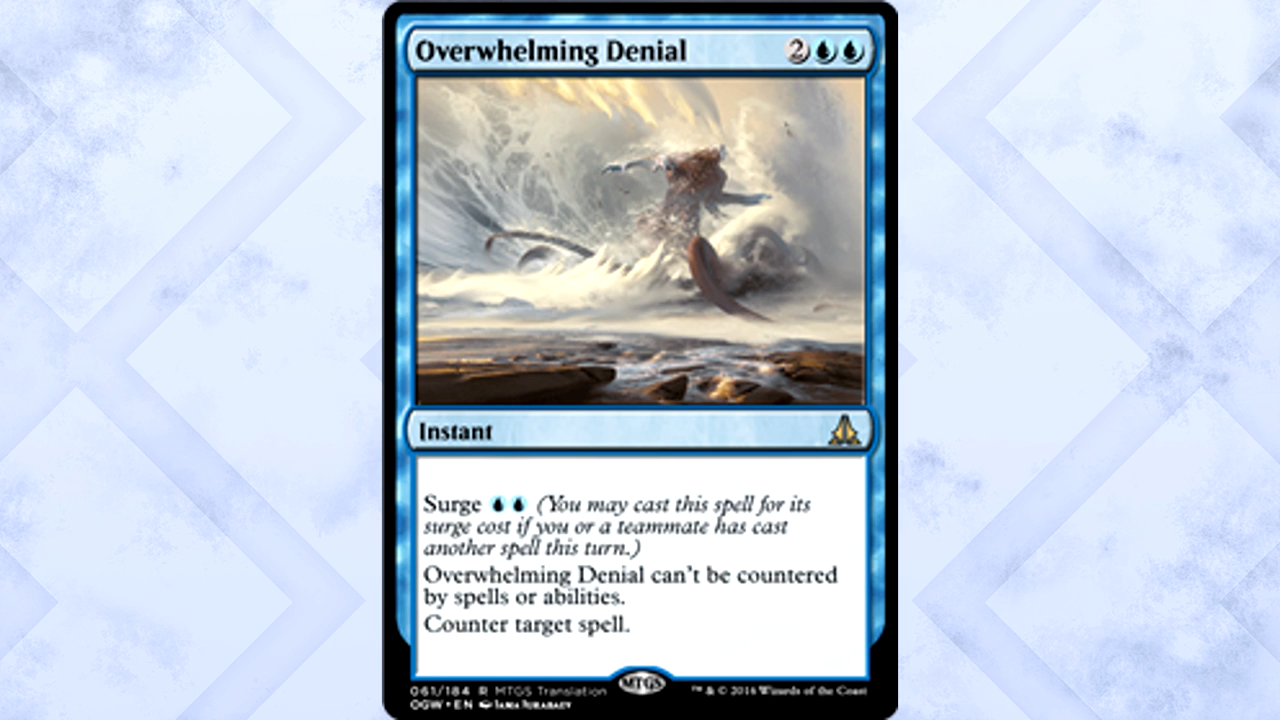 Overwhelming Denial 2
Instant
Surge (You may cast this spell for its
surge cost if you or a teammate has cast
another spell this turn.)
Overwhelming Denial can't be countered
by spells or abilities.
Counter target spell.
MTGS
061/184 R MTGS Translation ™ & © 2016 Wizards of the Coast
OGW • EN